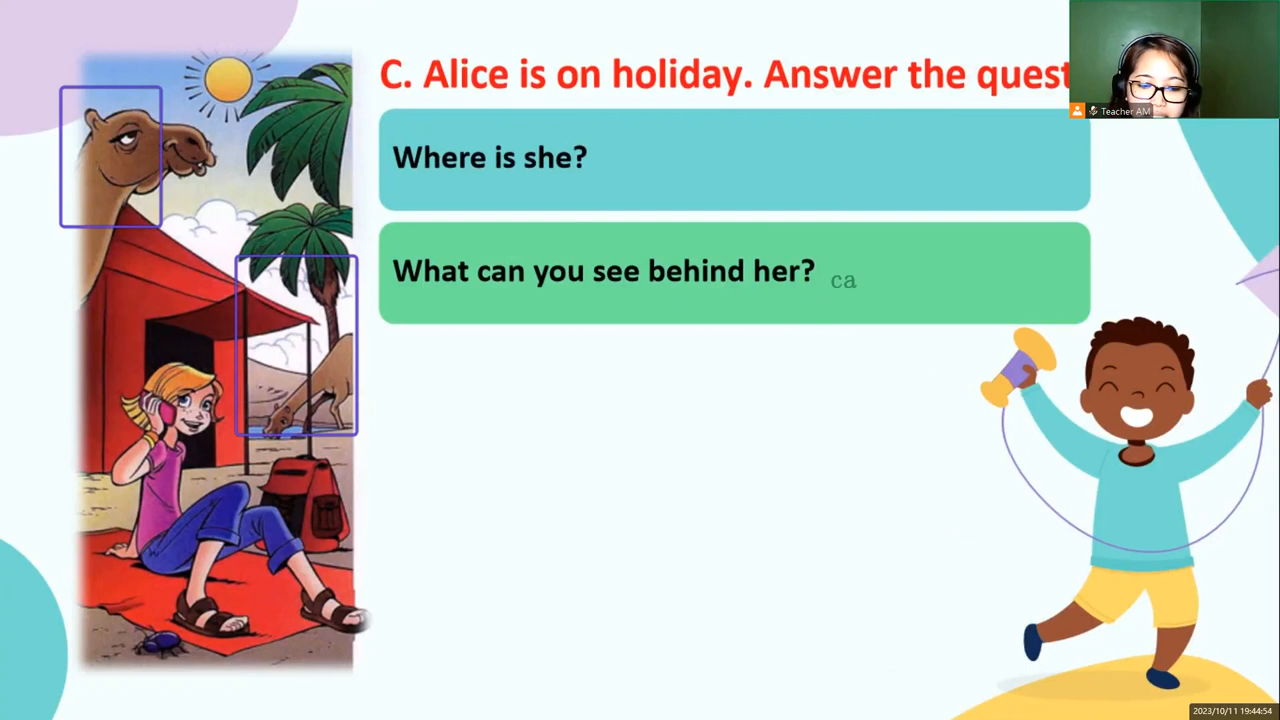 C. Alice is on holiday. Answer the quest
Teacher AM
Where is she?
What can you see behind her? ca
2023/10/11 19:44:54